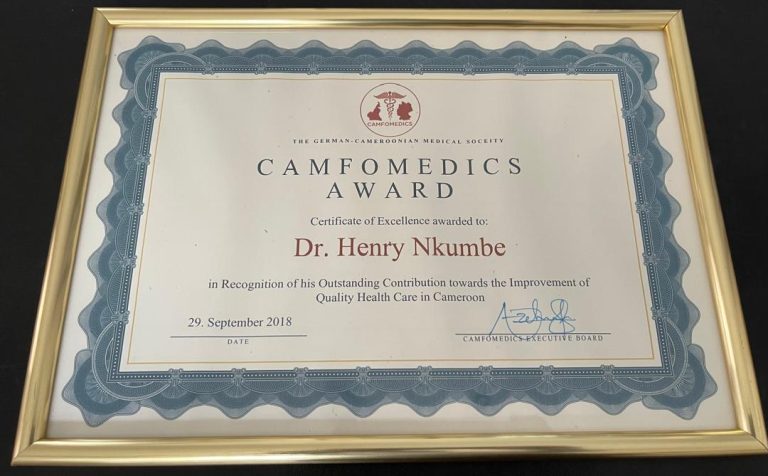 CAMFOMEDICS
THE GERMAN-CAMEROONIAN MEDICAL SOCEITY
CAMFOMEDICS
AWARD
Certificate of Excellence awarded to:
Dr. Henry Nkumbe
in Recognition of his Outstanding Contribution towards the Improvement of
Quality Health Care in Cameroon
29. September 2018
DATE
CAMFOMEDICS EXECUTIVE BOARD